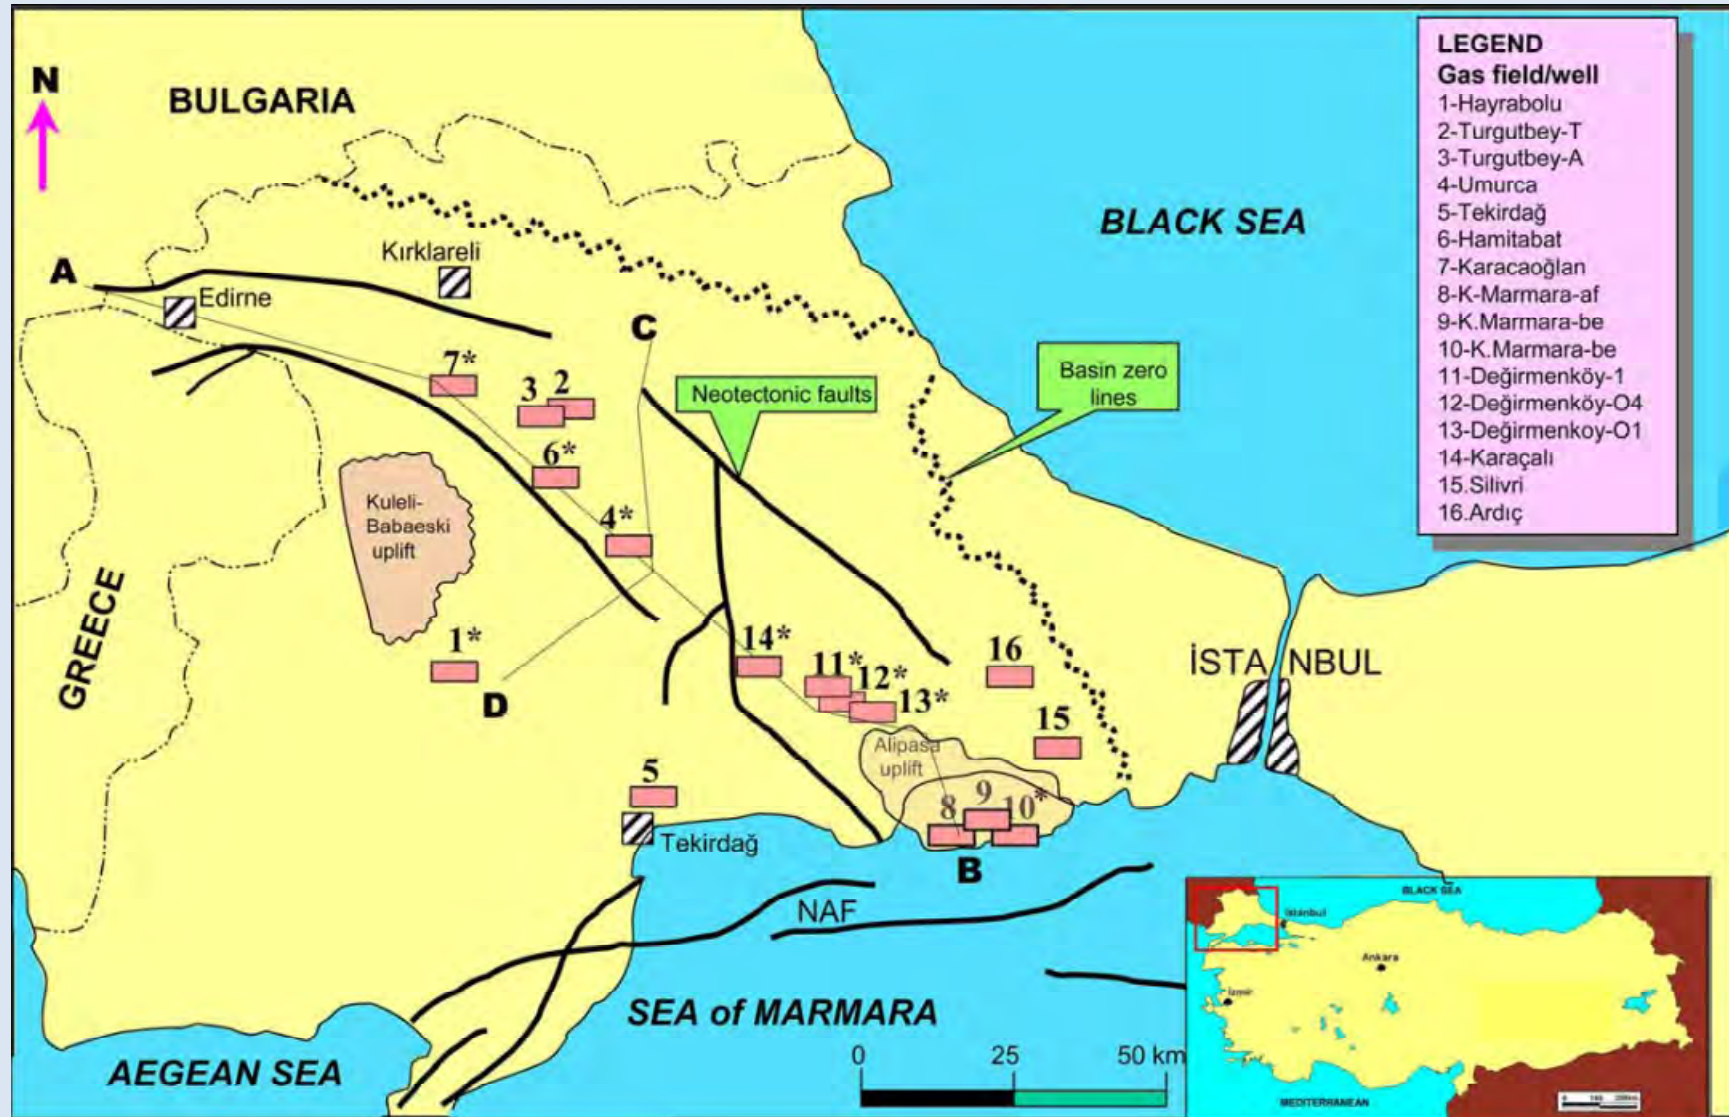 N
BULGARIA
BLACK SEA
LEGEND
Gas field/well
1-Hayrabolu
2-Turgutbey-T
3-Turgutbey-A
4-Umurca
5-Tekirdağ
6-Hamitabat
7-Karacaoğlan
8-K-Marmara-af
9-K.Marmara-be
10-K.Marmara-be
11-Değirmenköy-1
12-Değirmenköy-O4
13-Değirmenkoy-O1
14-Karaçalı
15.Silivri
16.Ardıç
Kırklareli
A
Edirne
C
7*
3 2
Neotectonic faults
Basin zero
lines
6*
Kuleli-
Babaeski
uplift
4*
GREECE
1*
D
14*
11*
12*
13*
16
15
İSTA NBUL
Alipaşa
uplift
5
Tekirdağ
8
9
10*
B
NAF
SEA of MARMARA
AEGEAN SEA
0 25 50 km
BLACK SEA
İstanbul
Ankara
İzmir
MEDITERRANEAN